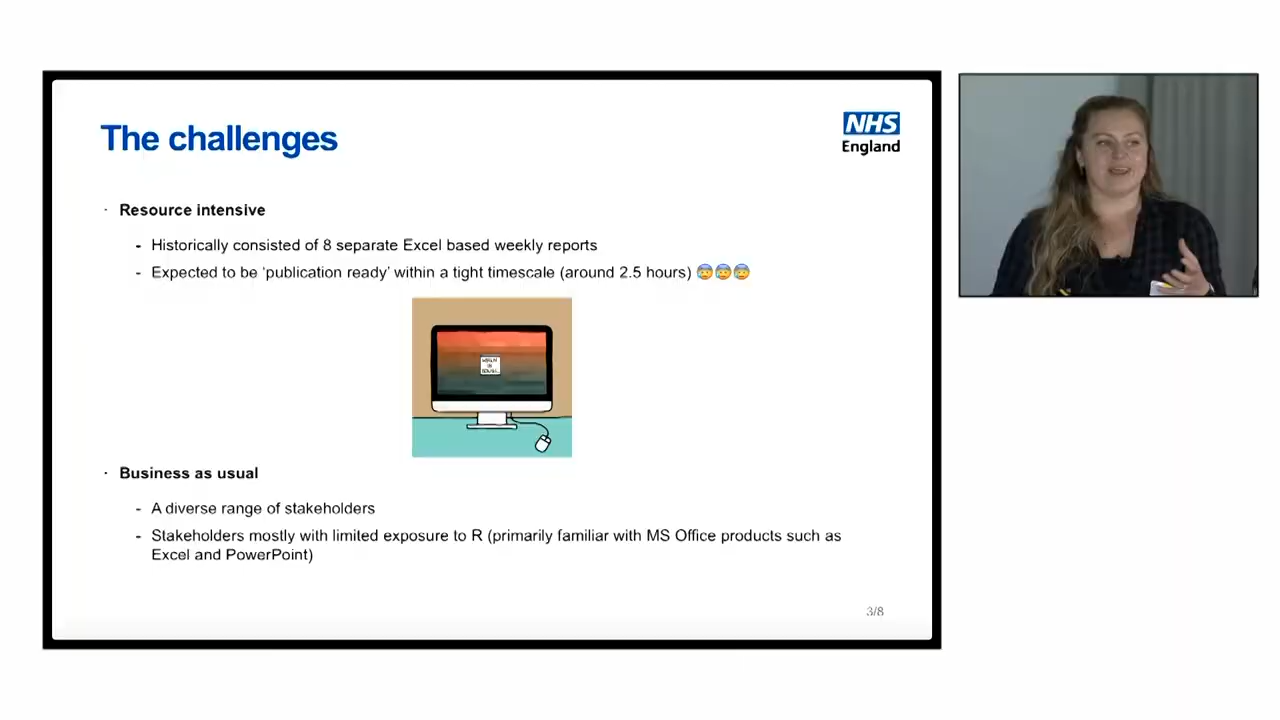 The challenges
NHS
England
· Resource intensive
- Historically consisted of 8 separate Excel based weekly reports
- Expected to be ‘publication ready’ within a tight timescale (around 2.5 hours) 😰😰😰
· Business as usual
- A diverse range of stakeholders
- Stakeholders mostly with limited exposure to R (primarily familiar with MS Office products such as
Excel and PowerPoint)
3/8